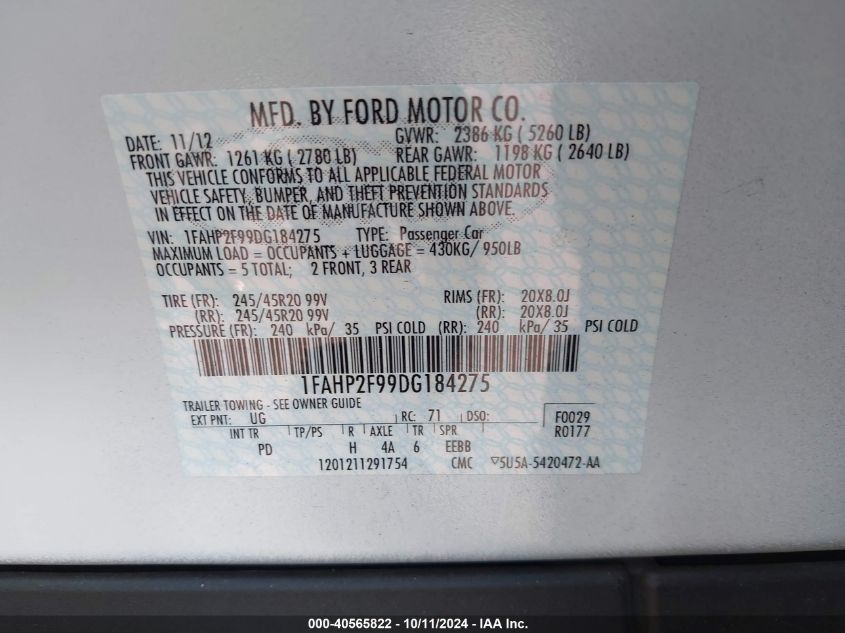 MFD. BY FORD MOTOR CO.
DATE: 11/12 GVWR: 2386 KG ( 5260 LB)
FRONT GAWR: 1261 KG ( 2780 LB) REAR GAWR: 1198 KG ( 2640 LB)
THIS VEHICLE CONFORMS TO ALL APPLICABLE FEDERAL MOTOR
VEHICLE SAFETY, BUMPER, AND THEFT PREVENTION STANDARDS
IN EFFECT ON THE DATE OF MANUFACTURE SHOWN ABOVE.
VIN: 1FAHP2F99DG184275 TYPE: Passenger Car
MAXIMUM LOAD = OCCUPANTS + LUGGAGE = 430KG/ 950LB
OCCUPANTS = 5 TOTAL; 2 FRONT, 3 REAR
TIRE (FR): 245/45R20 99V RIMS (FR): 20X8.0J
(RR): 245/45R20 99V (RR): 20X8.0J
PRESSURE (FR): 240 kPa/ 35 PSI COLD (RR): 240 kPa/ 35 PSI COLD
1FAHP2F99DG184275
TRAILER TOWING - SEE OWNER GUIDE
EXT PNT: UG RC: 71 DSO: F0029
INT TR TP/PS R AXLE TR SPR R0177
PD H 4A 6 EEBB
1201211291754 CMC ▽5U5A-5420472-AA
000-40565822 - 10/11/2024 - IAA Inc.